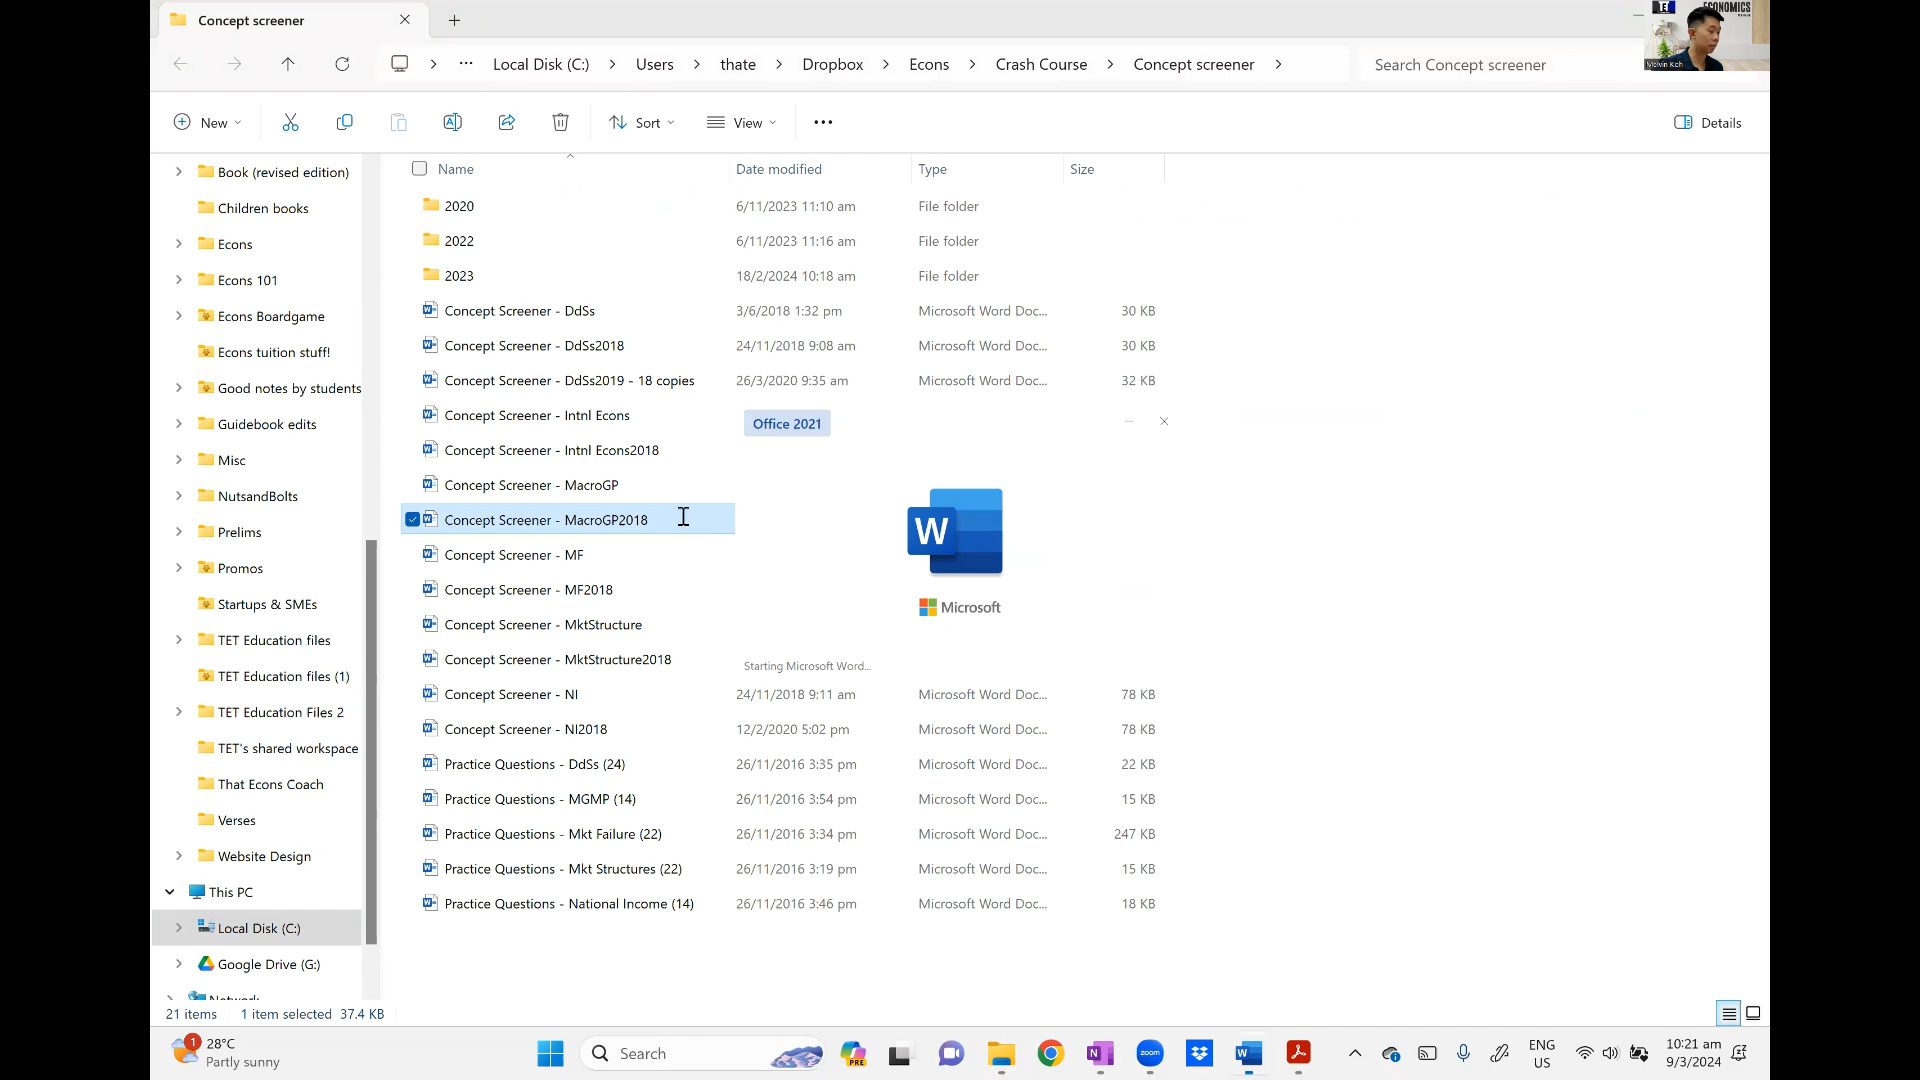 Concept screener
ECONOMICS
Melvin Koh
Local Disk (C:) Users thate Dropbox Econs Crash Course Concept screener
Search Concept screener
New Sort View Details
Name Date modified Type Size
Book (revised edition)
Children books
Econs
Econs 101
Econs Boardgame
Econs tuition stuff!
Good notes by students
Guidebook edits
Misc
NutsandBolts
Prelims
Promos
Startups & SMEs
TET Education files
TET Education files (1)
TET Education Files 2
TET's shared workspace
That Econs Coach
Verses
Website Design
This PC
Local Disk (C:)
Google Drive (G:)
Network
2020 6/11/2023 11:10 am File folder
2022 6/11/2023 11:16 am File folder
2023 18/2/2024 10:18 am File folder
Concept Screener - DdSs 3/6/2018 1:32 pm Microsoft Word Doc... 30 KB
Concept Screener - DdSs2018 24/11/2018 9:08 am Microsoft Word Doc... 30 KB
Concept Screener - DdSs2019 - 18 copies 26/3/2020 9:35 am Microsoft Word Doc... 32 KB
Concept Screener - Intnl Econs
Concept Screener - Intnl Econs2018
Concept Screener - MacroGP
Concept Screener - MacroGP2018
Concept Screener - MF
Concept Screener - MF2018
Concept Screener - MktStructure
Concept Screener - MktStructure2018
Concept Screener - NI 24/11/2018 9:11 am Microsoft Word Doc... 78 KB
Concept Screener - NI2018 12/2/2020 5:02 pm Microsoft Word Doc... 78 KB
Practice Questions - DdSs (24) 26/11/2016 3:35 pm Microsoft Word Doc... 22 KB
Practice Questions - MGMP (14) 26/11/2016 3:54 pm Microsoft Word Doc... 15 KB
Practice Questions - Mkt Failure (22) 26/11/2016 3:34 pm Microsoft Word Doc... 247 KB
Practice Questions - Mkt Structures (22) 26/11/2016 3:19 pm Microsoft Word Doc... 15 KB
Practice Questions - National Income (14) 26/11/2016 3:46 pm Microsoft Word Doc... 18 KB
Office 2021
W
Microsoft
Starting Microsoft Word...
21 items 1 item selected 37.4 KB
1
28°C
Partly sunny
Search
PRE
zoom
ENG
US
10:21 am
9/3/2024